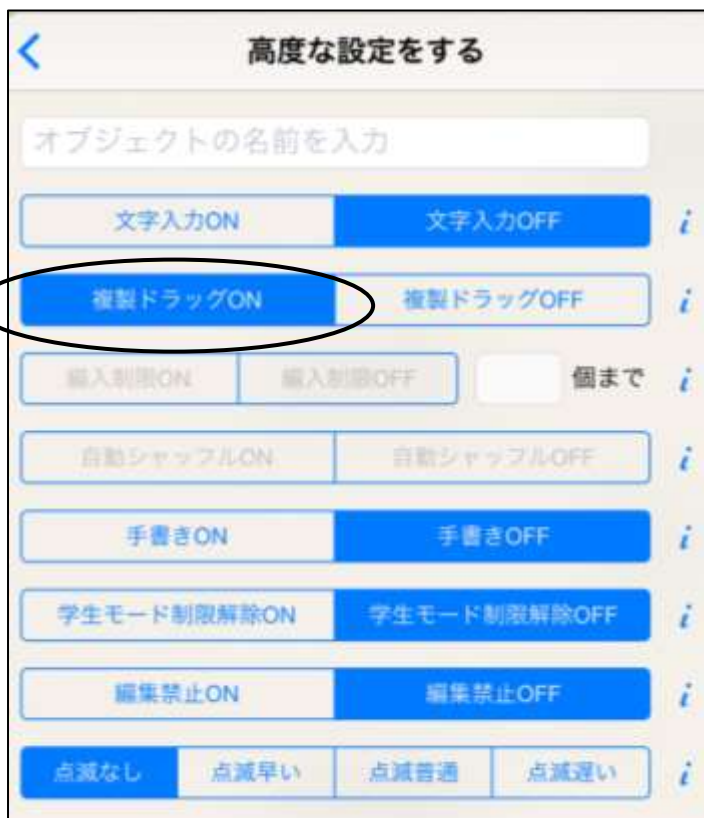 高度な設定をする
オブジェクトの名前を入力
文字入力ON 文字入力OFF i
複製ドラッグON 複製ドラッグOFF i
編入制限ON 編入制限OFF 個まで i
自動シャッフルON 自動シャッフルOFF i
手書きON 手書きOFF i
学生モード制限解除ON 学生モード制限解除OFF i
編集禁止ON 編集禁止OFF i
点滅なし 点滅早い 点滅普通 点滅遅い i